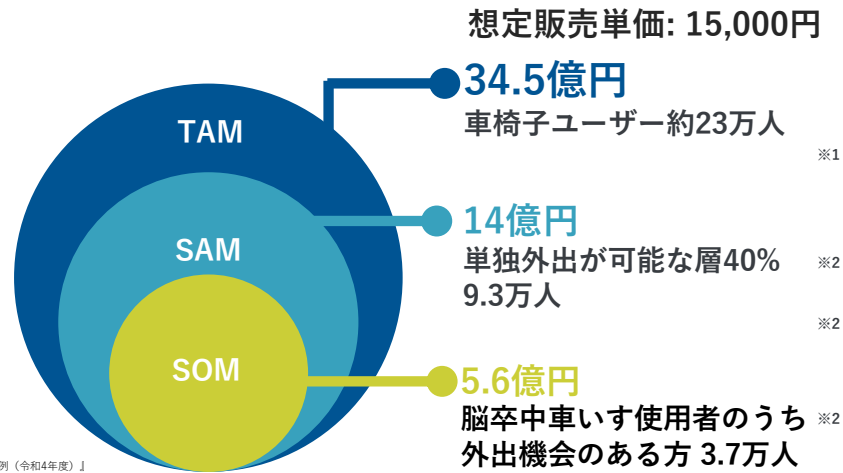 想定販売単価: 15,000円
TAM
34.5億円
車椅子ユーザー約23万人
※1
SAM
14億円
単独外出が可能な層40%
※2
9.3万人
※2
SOM
5.6億円
脳卒中車いす使用者のうち
※2
外出機会のある方 3.7万人
例（令和4年度）』